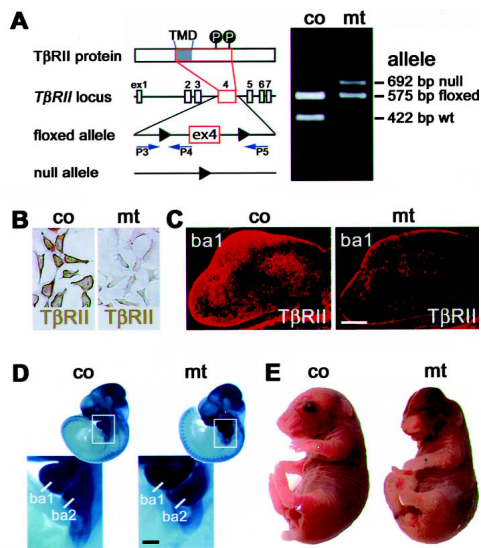 A
TMD
P P
TβRII protein
ex1 2 3 4 5 67
TβRII locus
floxed allele
ex4
P3 P4 P5
null allele
co mt
allele
692 bp null
575 bp floxed
422 bp wt
B
co mt
TβRII TβRII
C
co mt
ba1 ba1
TβRII TβRII
D
co mt
ba1 ba1
ba2 ba2
E
co mt